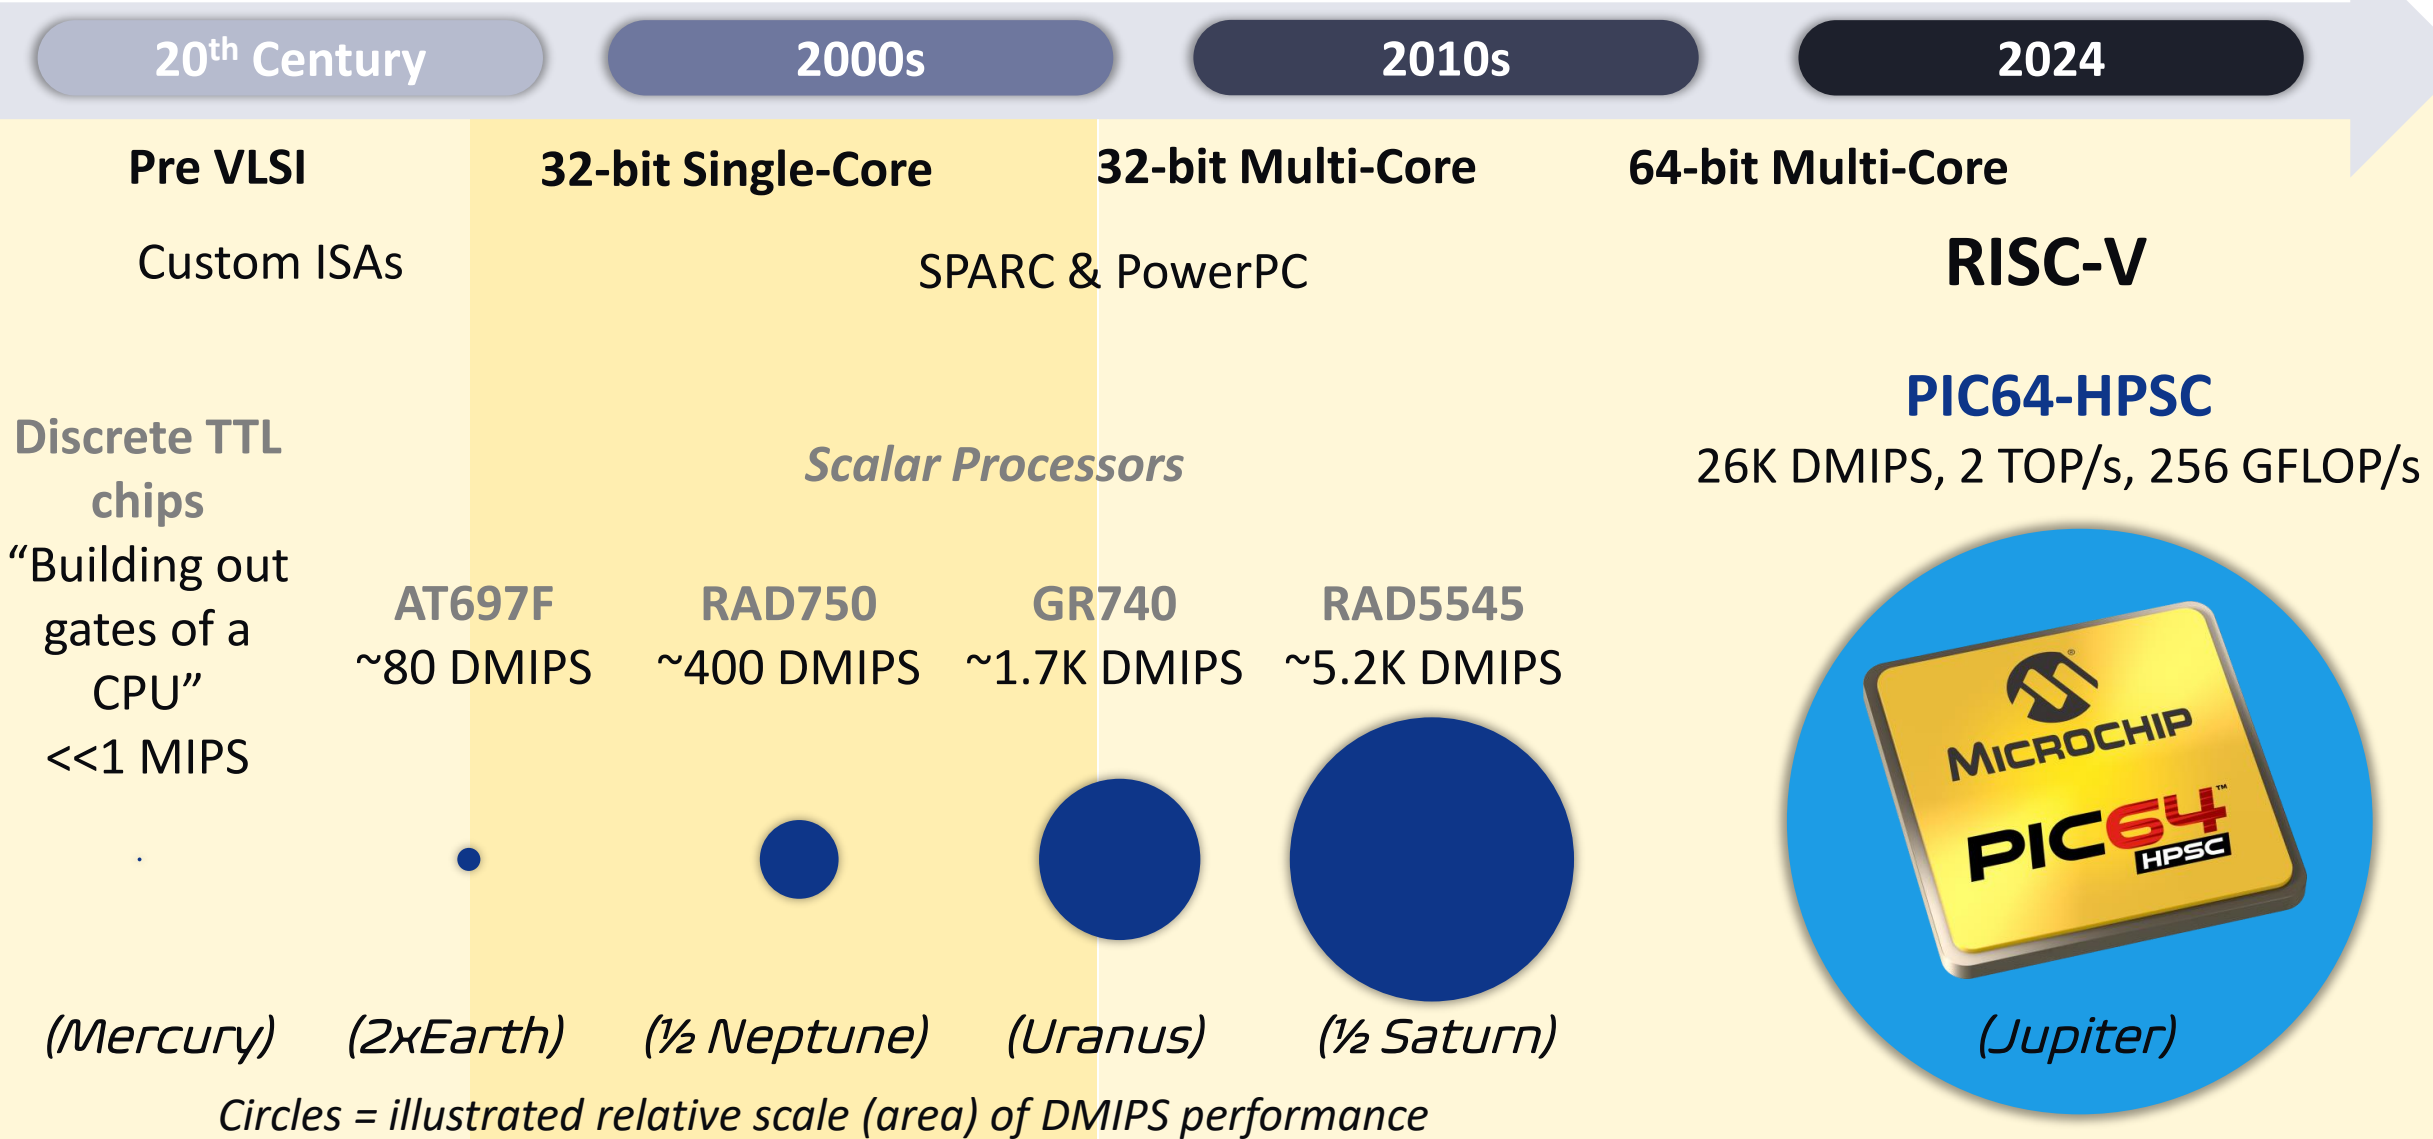 20th Century
2000s
2010s
2024
Pre VLSI
32-bit Single-Core
32-bit Multi-Core
64-bit Multi-Core
Custom ISAs
SPARC & PowerPC
RISC-V
Discrete TTL
chips
“Building out
gates of a
CPU”
<<1 MIPS
Scalar Processors
AT697F
~80 DMIPS
RAD750
~400 DMIPS
GR740
~1.7K DMIPS
RAD5545
~5.2K DMIPS
PIC64-HPSC
26K DMIPS, 2 TOP/s, 256 GFLOP/s
MICROCHIP ®
PIC64™
HPSC
(Mercury)
(2xEarth)
(½ Neptune)
(Uranus)
(½ Saturn)
(Jupiter)
Circles = illustrated relative scale (area) of DMIPS performance